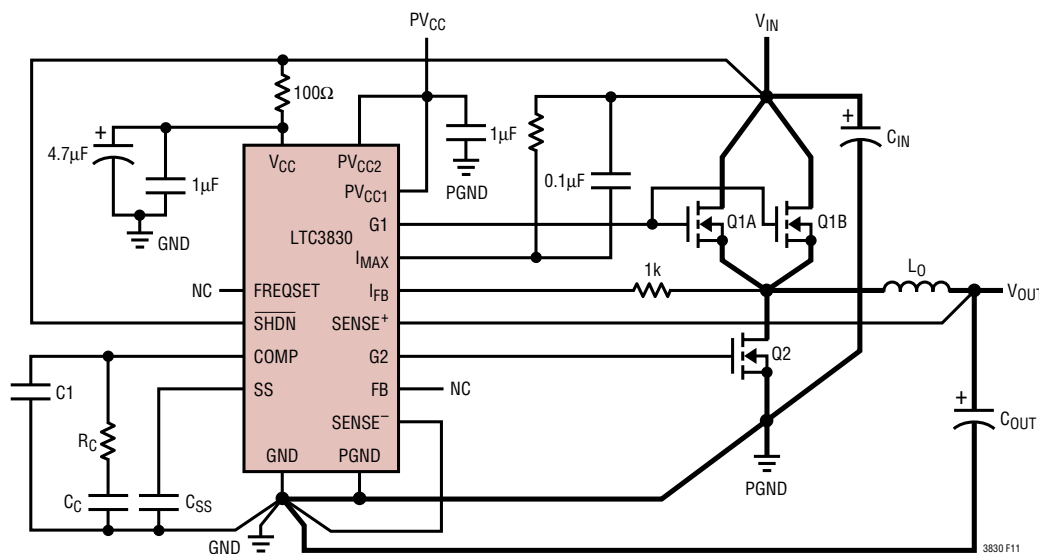 PVCC
VIN
100Ω
+
4.7µF
1µF
GND
1µF
PGND
0.1µF
+
CIN
VCC
PVCC2
PVCC1
G1
LTC3830
IMAX
Q1A
Q1B
NC
FREQSET
IFB
1k
LO
VOUT
SHDN
SENSE+
COMP
G2
Q2
C1
SS
FB
NC
SENSE−
+
COUT
RC
GND
PGND
PGND
CC
CSS
GND
3830 F11